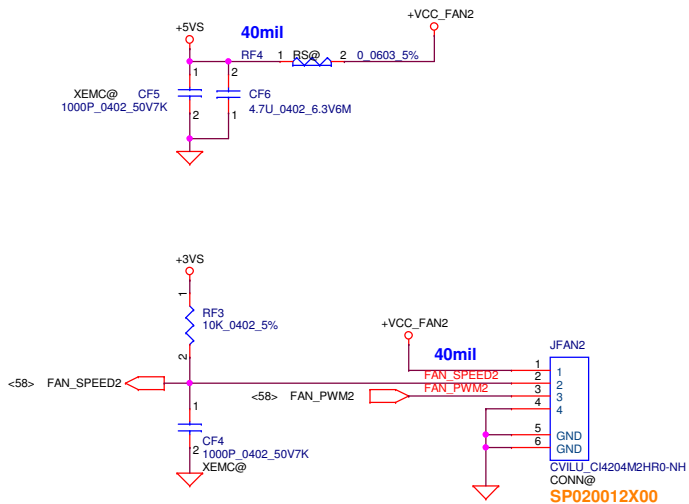 +VCC_FAN2
+5VS
40mil
RF4 1 RS@ 2 0_0603_5%
1
2
XEMC@ CF5
1000P_0402_50V7K
2
CF6
4.7U_0402_6.3V6M
1
+3VS
1
RF3
10K_0402_5%
2
+VCC_FAN2
JFAN2
40mil
<58> FAN_SPEED2
FAN_SPEED2
<58> FAN_PWM2
FAN_PWM2
1 1
2 2
3 3
4 4
5 GND
6 GND
1
CF4
2 1000P_0402_50V7K
XEMC@
CVILU_CI4204M2HR0-NH
CONN@
SP020012X00